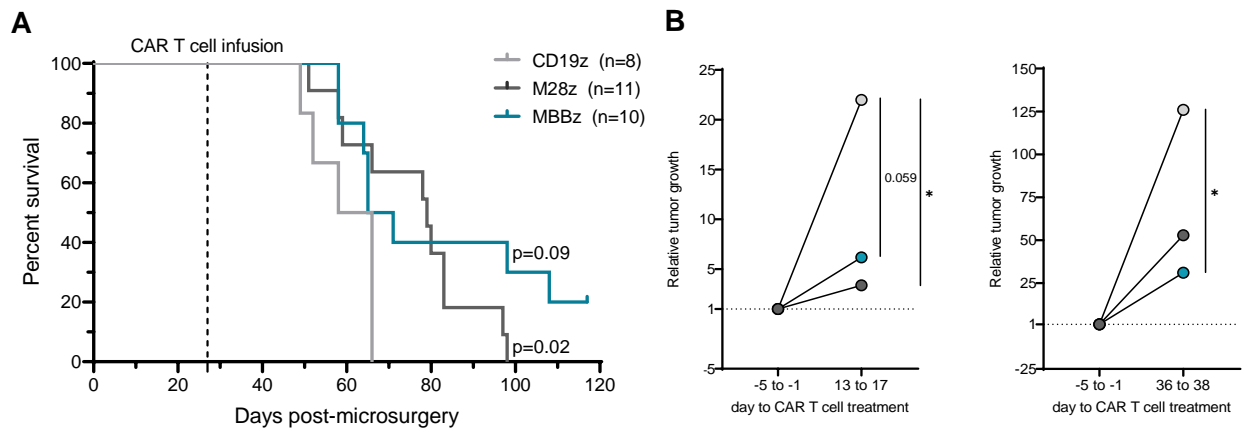 A
CAR T cell infusion
CD19z (n=8)
M28z (n=11)
MBBz (n=10)
100
80
60
40
20
0
Percent survival
p=0.09
p=0.02
0 20 40 60 80 100 120
Days post-microsurgery
B
25
20
15
10
5
1
-5
Relative tumor growth
0.059
*
-5 to -1 13 to 17
day to CAR T cell treatment
150
125
100
75
50
25
1
-25
Relative tumor growth
*
-5 to -1 36 to 38
day to CAR T cell treatment